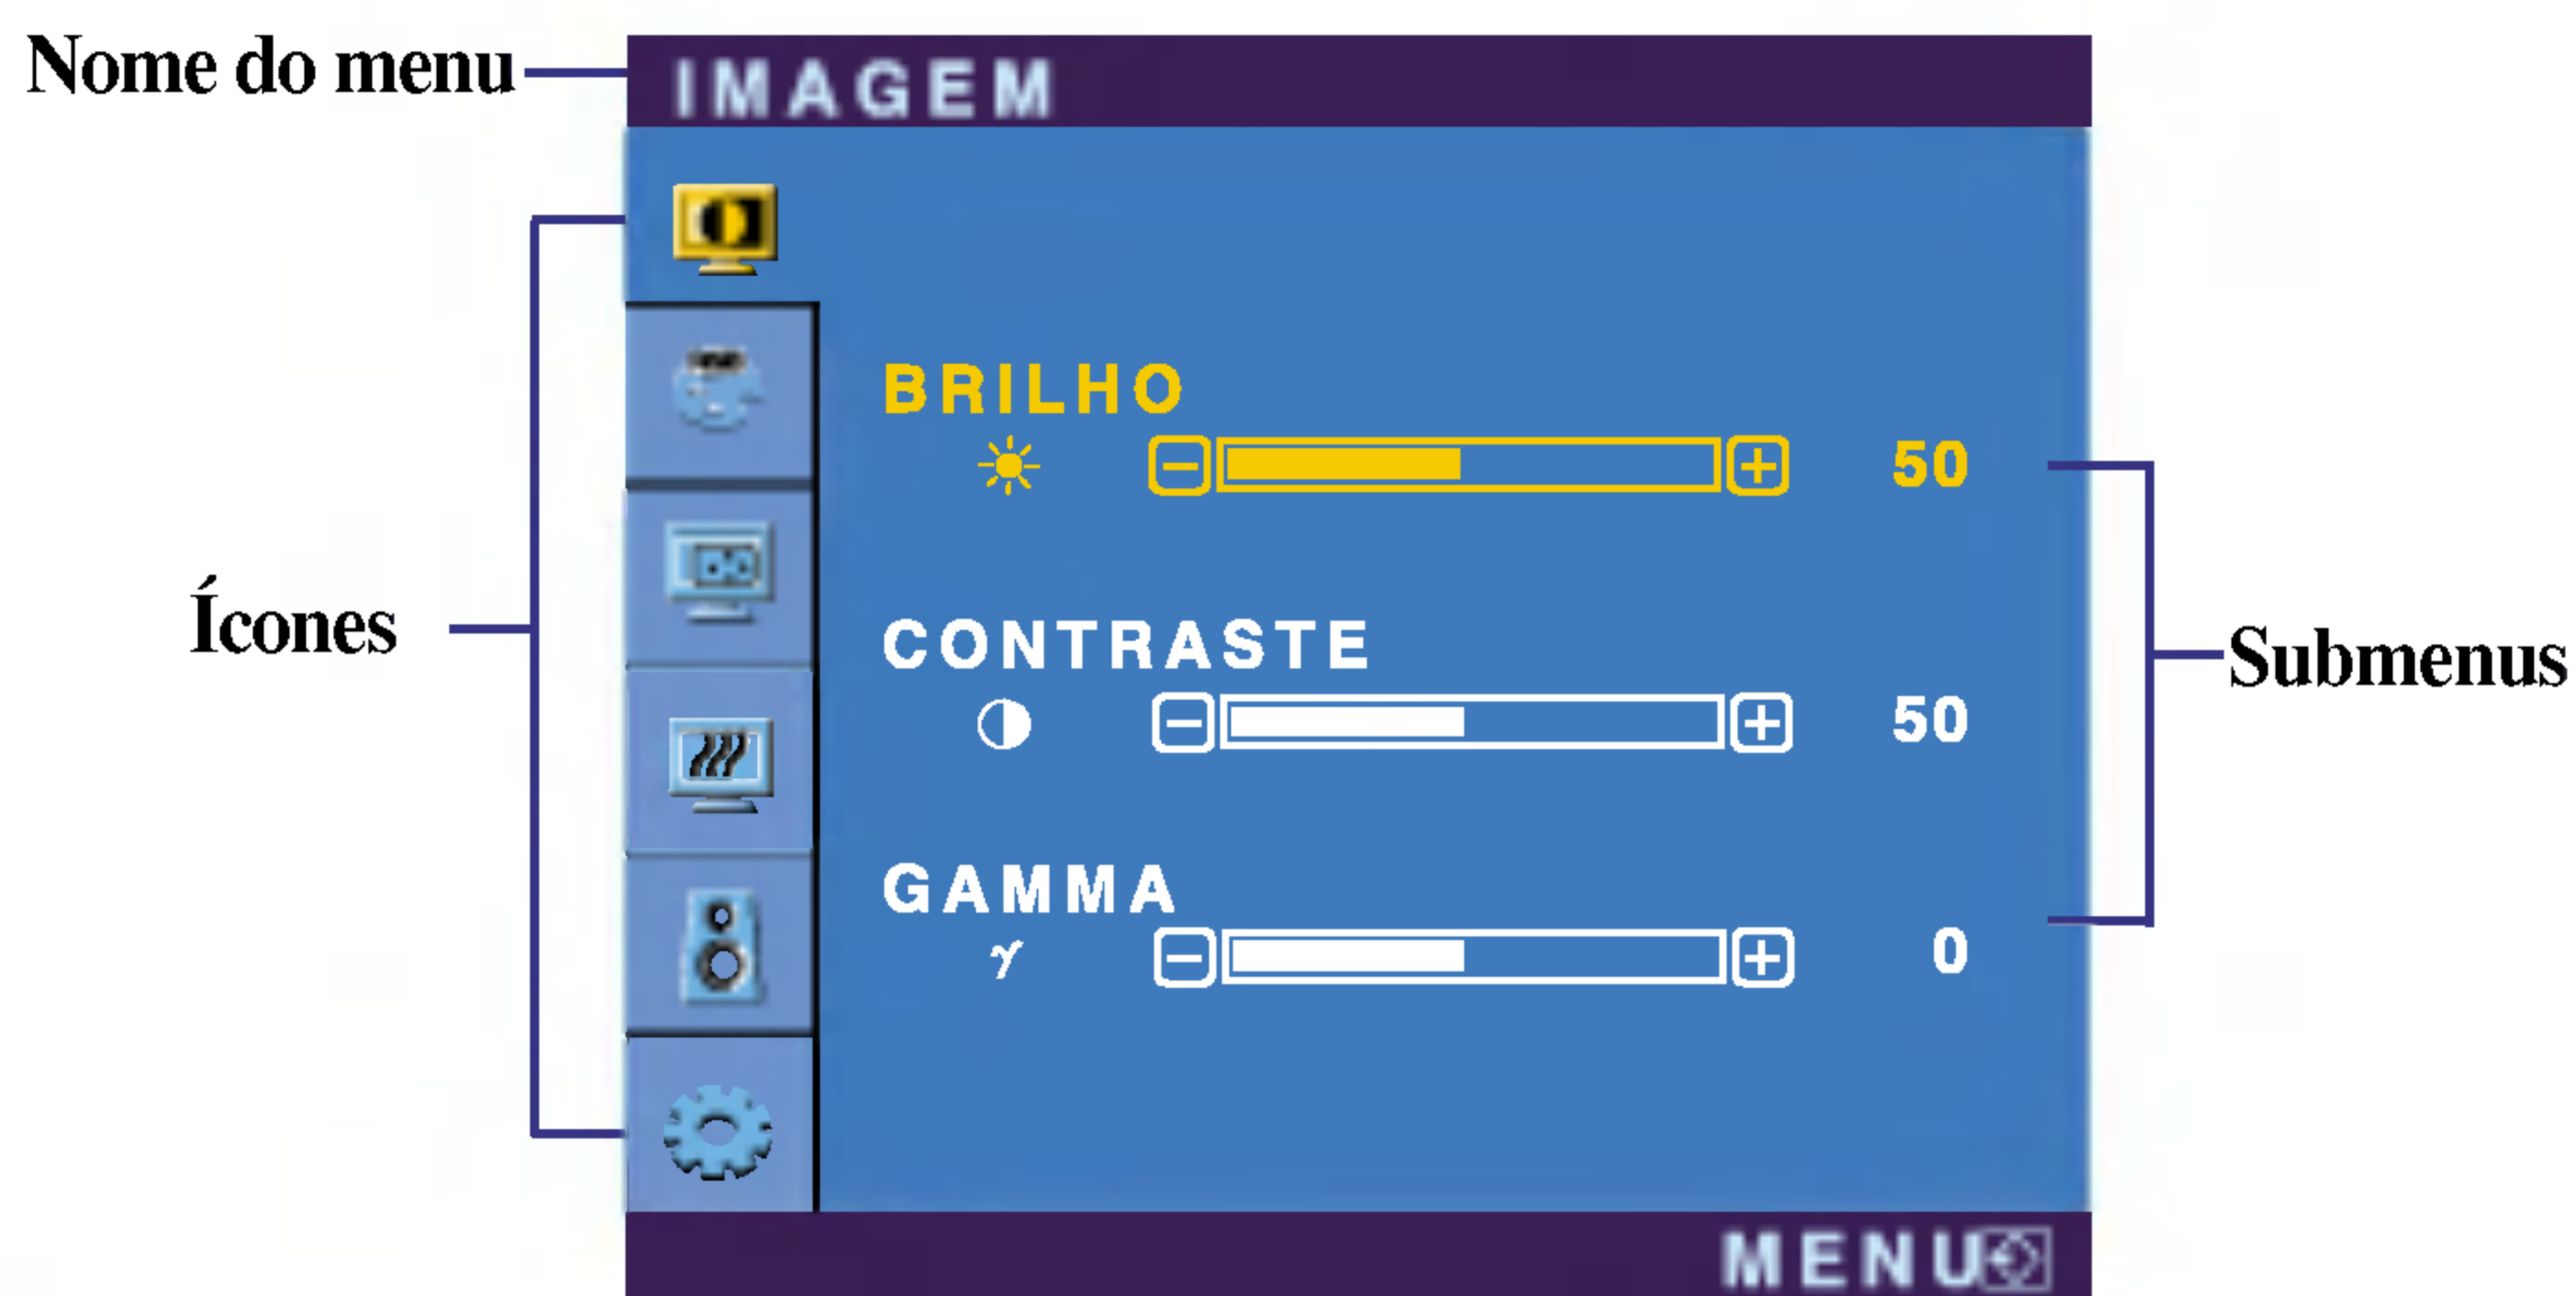 Nome do menu
IMAGEM
BRILHO
50
Ícones
CONTRASTE
50
Submenus
GAMMA
γ
0
MENU